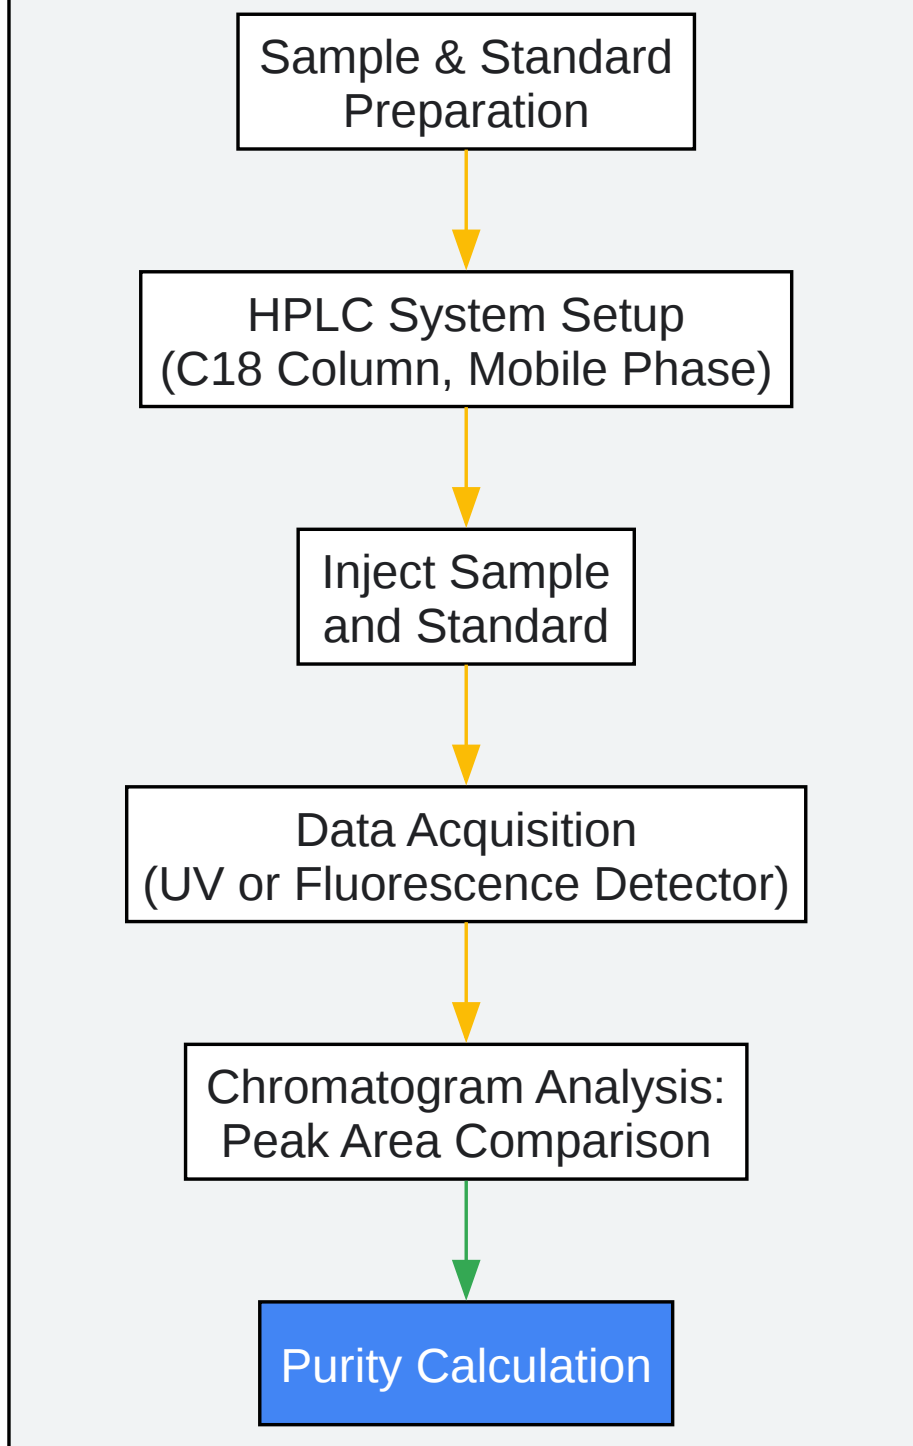 Sample & Standard
Preparation
HPLC System Setup
(C18 Column, Mobile Phase)
Inject Sample
and Standard
Data Acquisition
(UV or Fluorescence Detector)
Chromatogram Analysis:
Peak Area Comparison
Purity Calculation